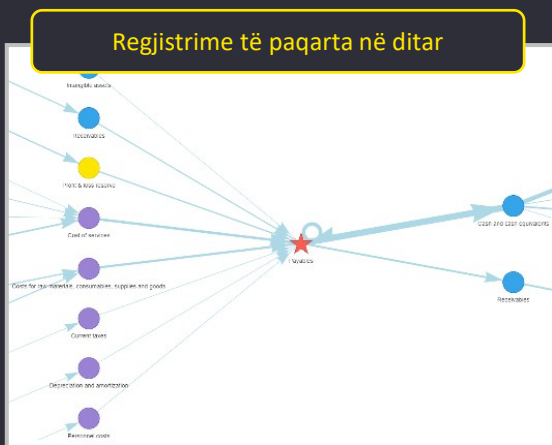 Regjistrime të paqarta në ditar
Intangible assets
Receivables
Profit & loss reserve
Cost of services
Costs for raw materials, consumables, supplies and goods
Current taxes
Depreciation and amortization
Personnel costs
Payables
Cash and cash equivalents
Receivables